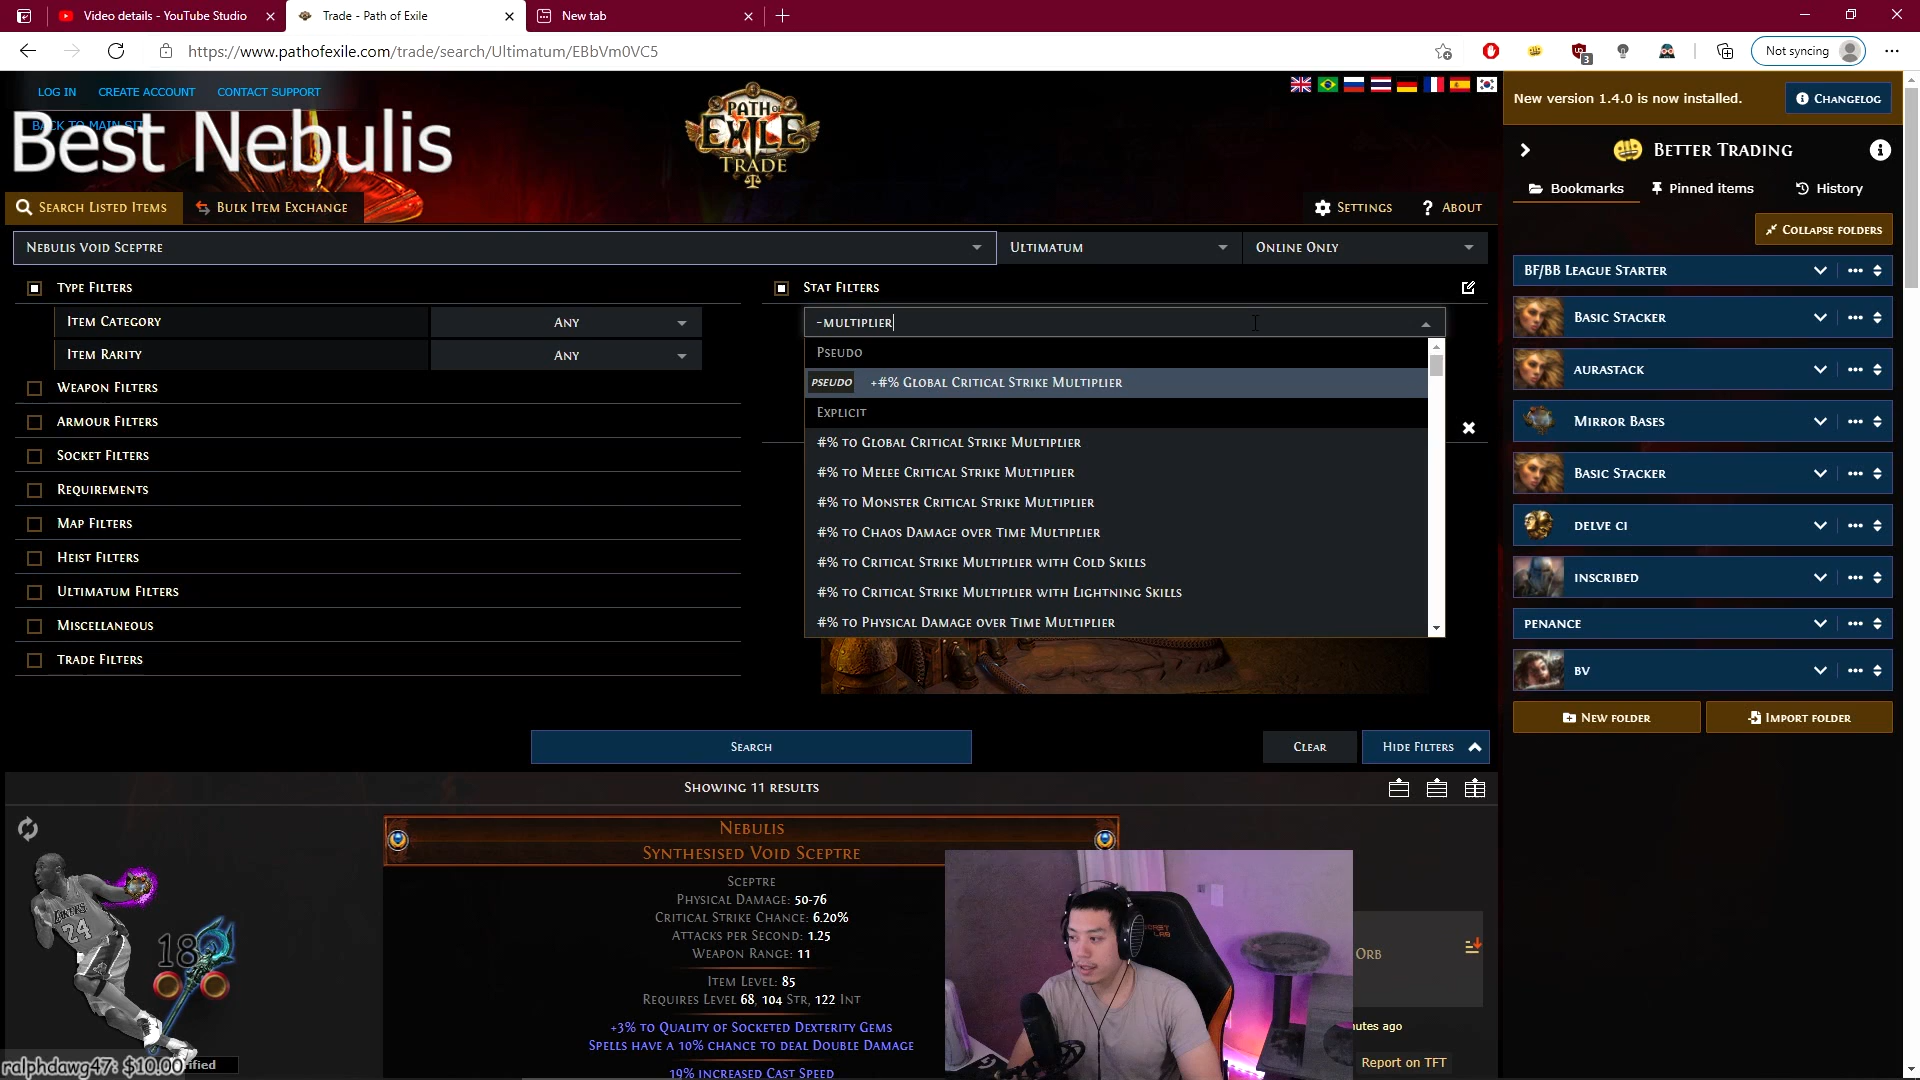 Video details - YouTube Studio
Trade - Path of Exile
New tab
https://www.pathofexile.com/trade/search/Ultimatum/EBbVm0VC5
3
Not syncing
LOG IN
CREATE ACCOUNT
CONTACT SUPPORT
BACK TO MAIN SIT
Best Nebulis
PATH OF
EXILE
TRADE
SEARCH LISTED ITEMS
BULK ITEM EXCHANGE
SETTINGS
? ABOUT
NEBULIS VOID SCEPTRE
ULTIMATUM
ONLINE ONLY
TYPE FILTERS
ITEM CATEGORY
ANY
ITEM RARITY
ANY
WEAPON FILTERS
ARMOUR FILTERS
SOCKET FILTERS
REQUIREMENTS
MAP FILTERS
HEIST FILTERS
ULTIMATUM FILTERS
MISCELLANEOUS
TRADE FILTERS
STAT FILTERS
~MULTIPLIER
PSEUDO
PSEUDO +#% GLOBAL CRITICAL STRIKE MULTIPLIER
EXPLICIT
#% TO GLOBAL CRITICAL STRIKE MULTIPLIER
#% TO MELEE CRITICAL STRIKE MULTIPLIER
#% TO MONSTER CRITICAL STRIKE MULTIPLIER
#% TO CHAOS DAMAGE OVER TIME MULTIPLIER
#% TO CRITICAL STRIKE MULTIPLIER WITH COLD SKILLS
#% TO CRITICAL STRIKE MULTIPLIER WITH LIGHTNING SKILLS
#% TO PHYSICAL DAMAGE OVER TIME MULTIPLIER
SEARCH
CLEAR
HIDE FILTERS
SHOWING 11 RESULTS
NEBULIS
SYNTHESISED VOID SCEPTRE
SCEPTRE
PHYSICAL DAMAGE: 50-76
CRITICAL STRIKE CHANCE: 6.20%
ATTACKS PER SECOND: 1.25
WEAPON RANGE: 11
ITEM LEVEL: 85
REQUIRES LEVEL 68, 104 STR, 122 INT
+3% TO QUALITY OF SOCKETED DEXTERITY GEMS
SPELLS HAVE A 10% CHANCE TO DEAL DOUBLE DAMAGE
19% INCREASED CAST SPEED
ORB
nutes ago
Report on TFT
LAKERS
24
18
ified
ralphdawg47: $10.00
New version 1.4.0 is now installed.
CHANGELOG
BETTER TRADING
Bookmarks
Pinned items
History
COLLAPSE FOLDERS
BF/BB LEAGUE STARTER
BASIC STACKER
AURASTACK
MIRROR BASES
BASIC STACKER
DELVE CI
INSCRIBED
PENANCE
BV
NEW FOLDER
IMPORT FOLDER